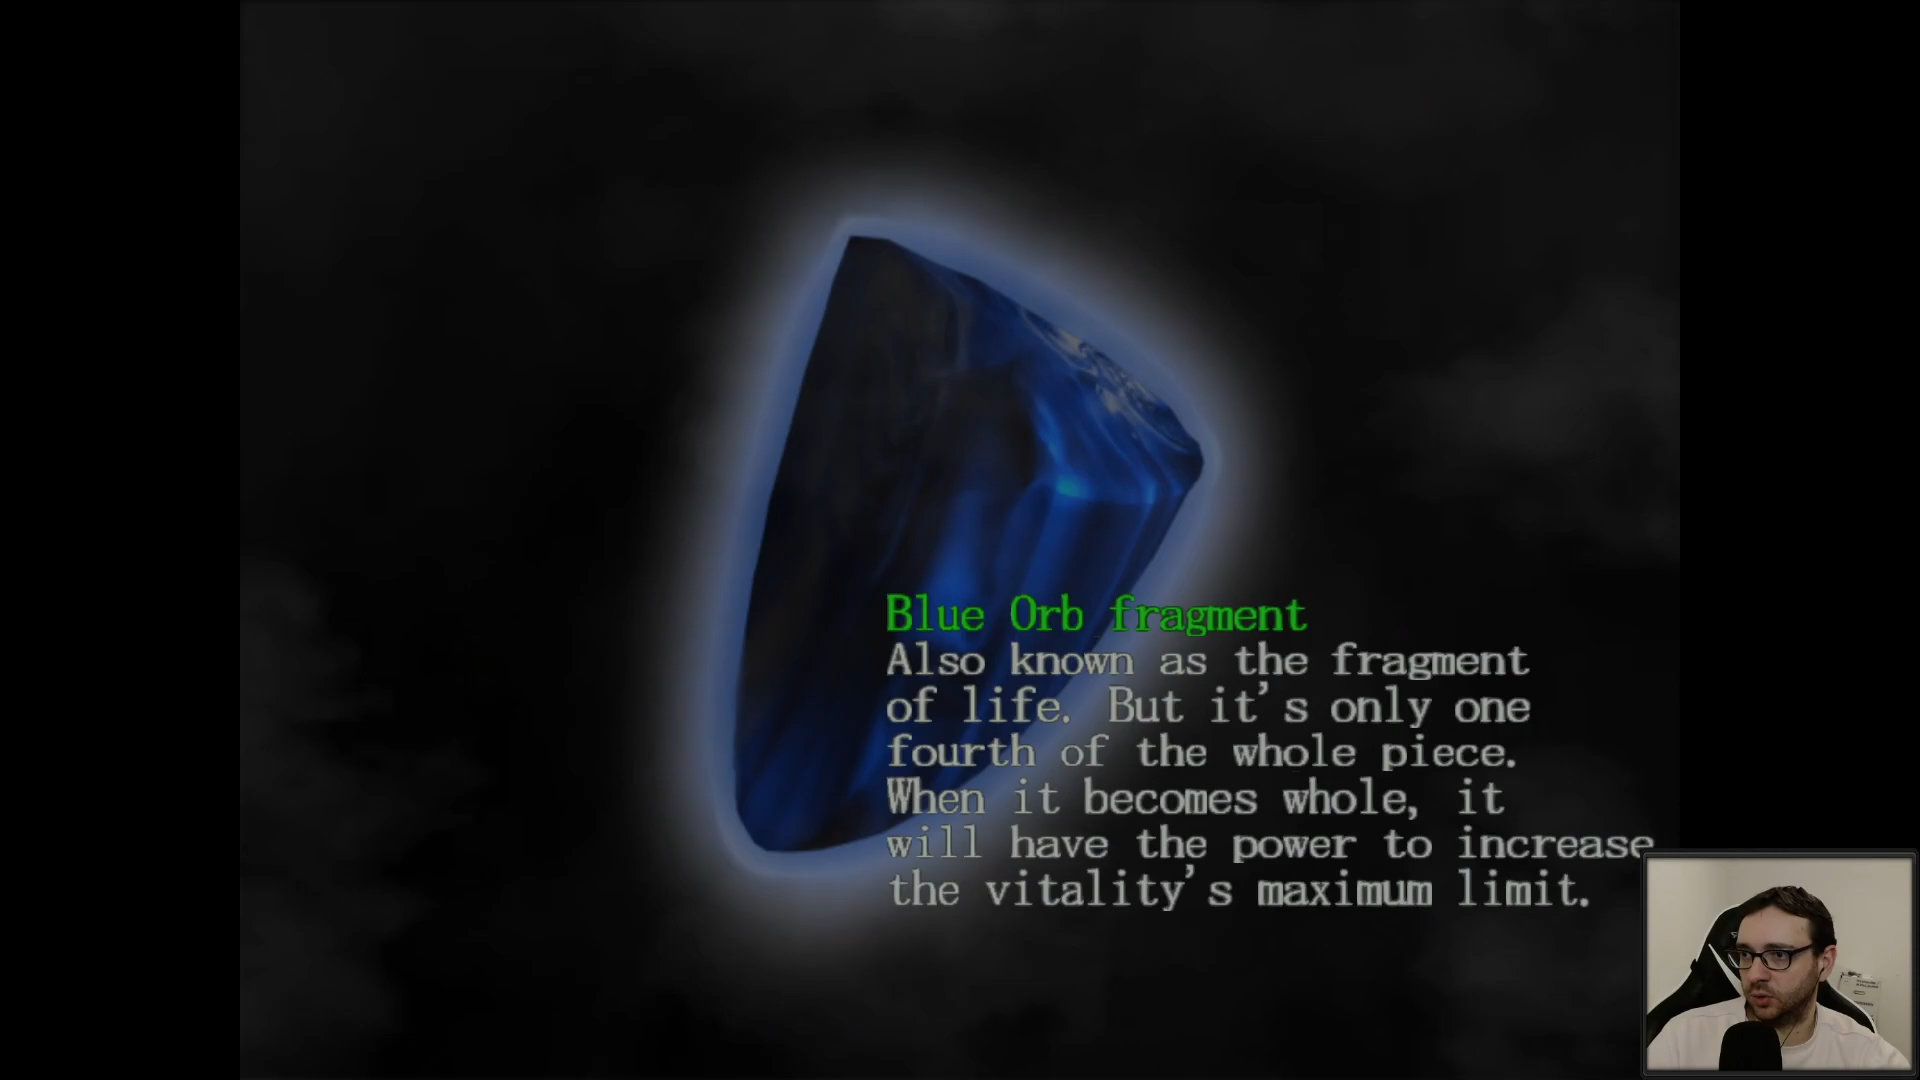 Blue Orb fragment
Also known as the fragment
of life. But it's only one
fourth of the whole piece.
When it becomes whole, it
will have the power to increase
the vitality's maximum limit.